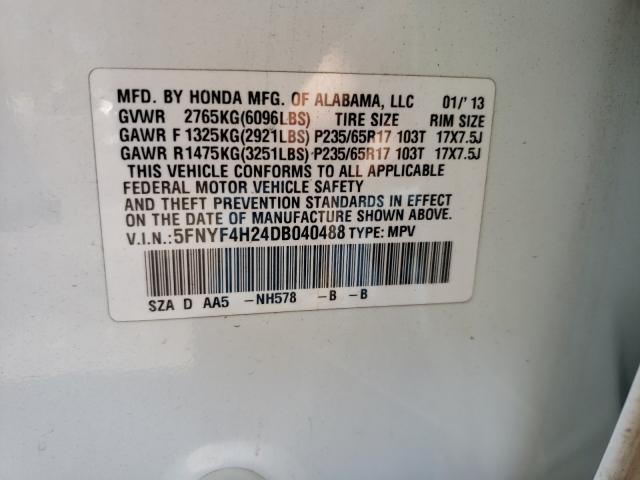 MFD. BY HONDA MFG. OF ALABAMA, LLC 01/'13
GVWR 2765KG(6096LBS) TIRE SIZE RIM SIZE
GAWR F 1325KG(2921LBS) P235/65R17 103T 17X7.5J
GAWR R1475KG(3251LBS) P235/65R17 103T 17X7.5J
THIS VEHICLE CONFORMS TO ALL APPLICABLE
FEDERAL MOTOR VEHICLE SAFETY
AND THEFT PREVENTION STANDARDS IN EFFECT
ON THE DATE OF MANUFACTURE SHOWN ABOVE.
V.I.N.:5FNYF4H24DB040488 TYPE: MPV
SZA D AA5 -NH578 -B -B